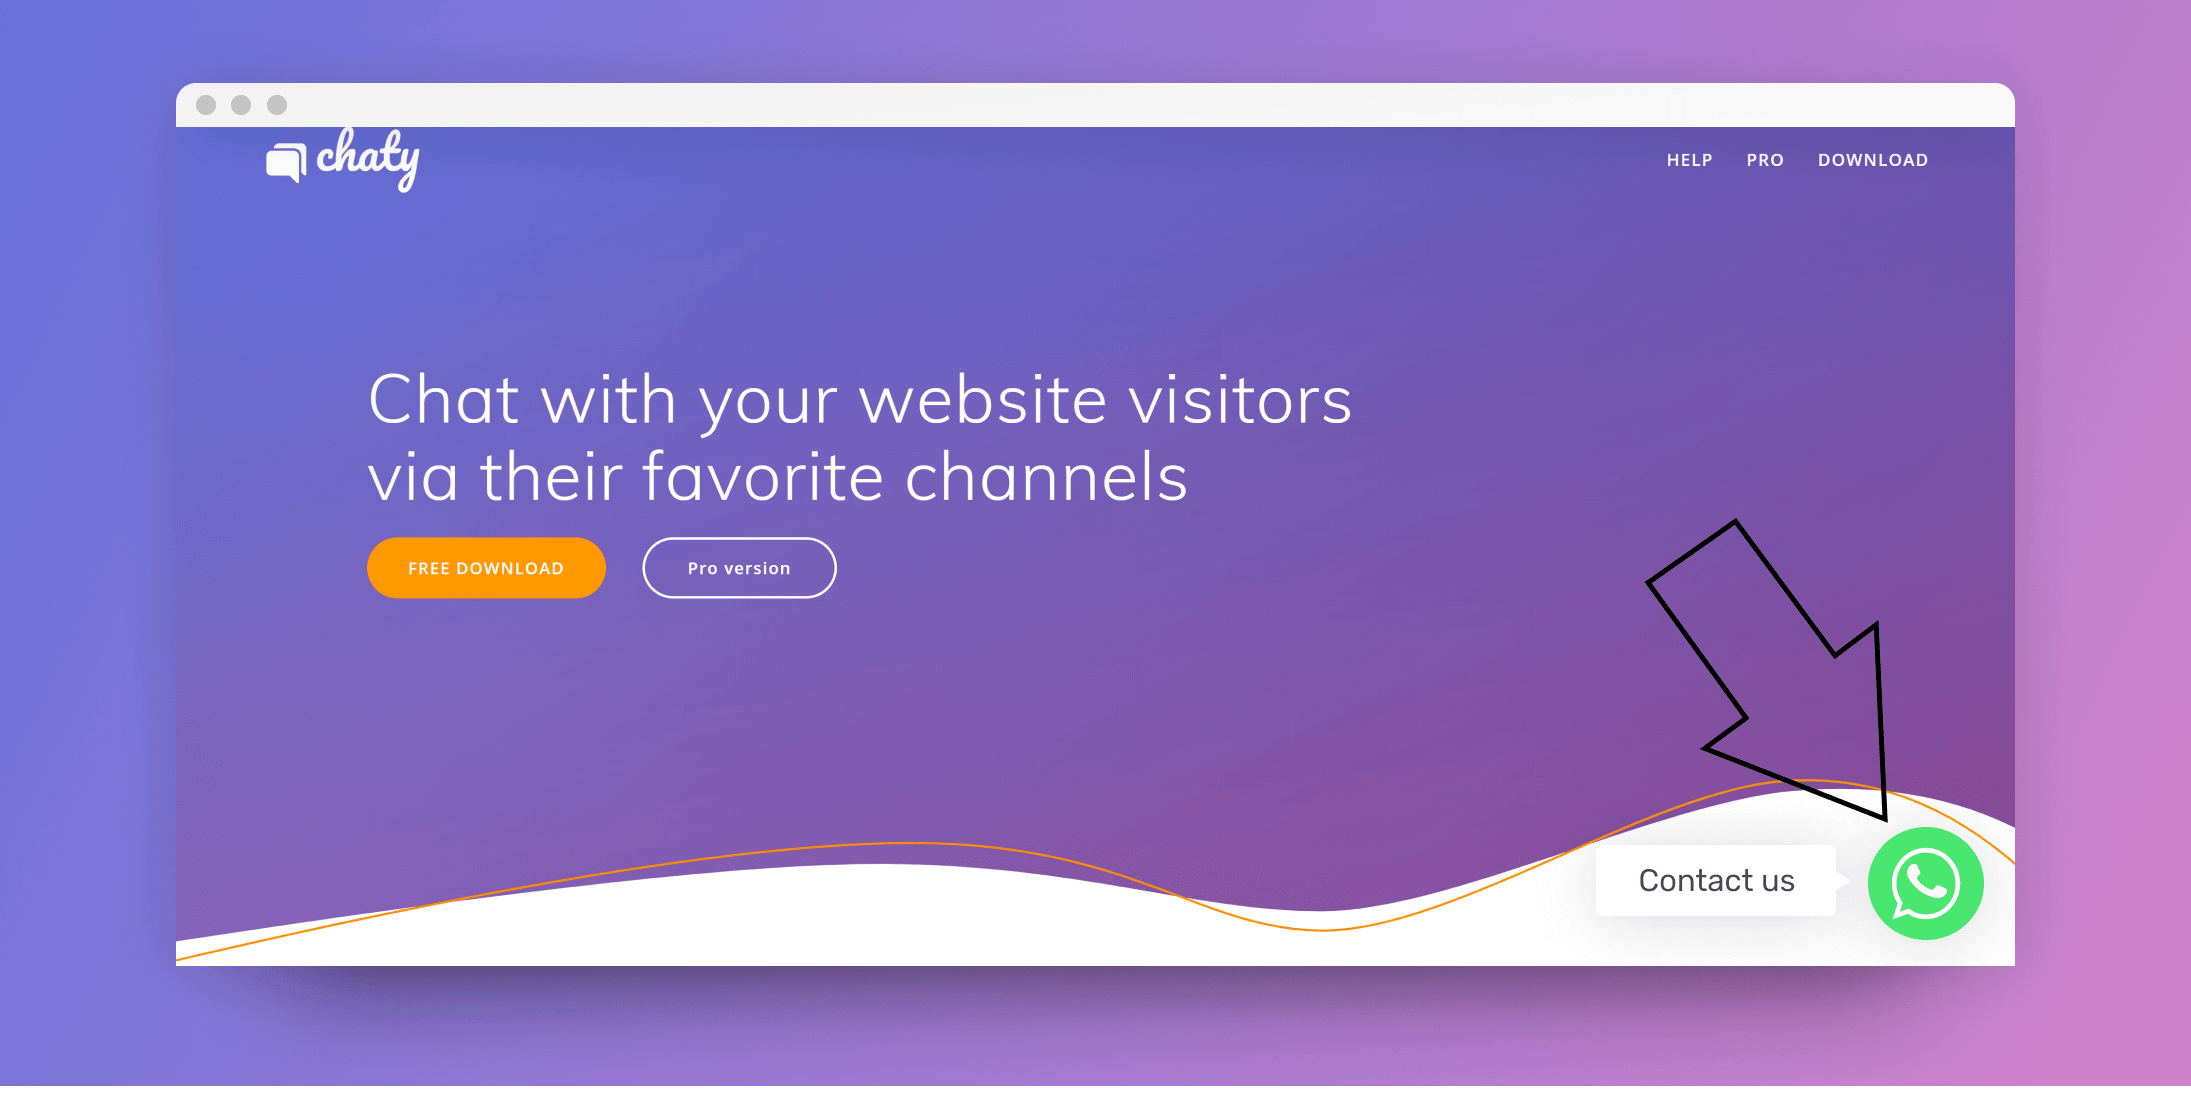 chaty
HELP PRO DOWNLOAD
Chat with your website visitors
via their favorite channels
FREE DOWNLOAD Pro version
Contact us